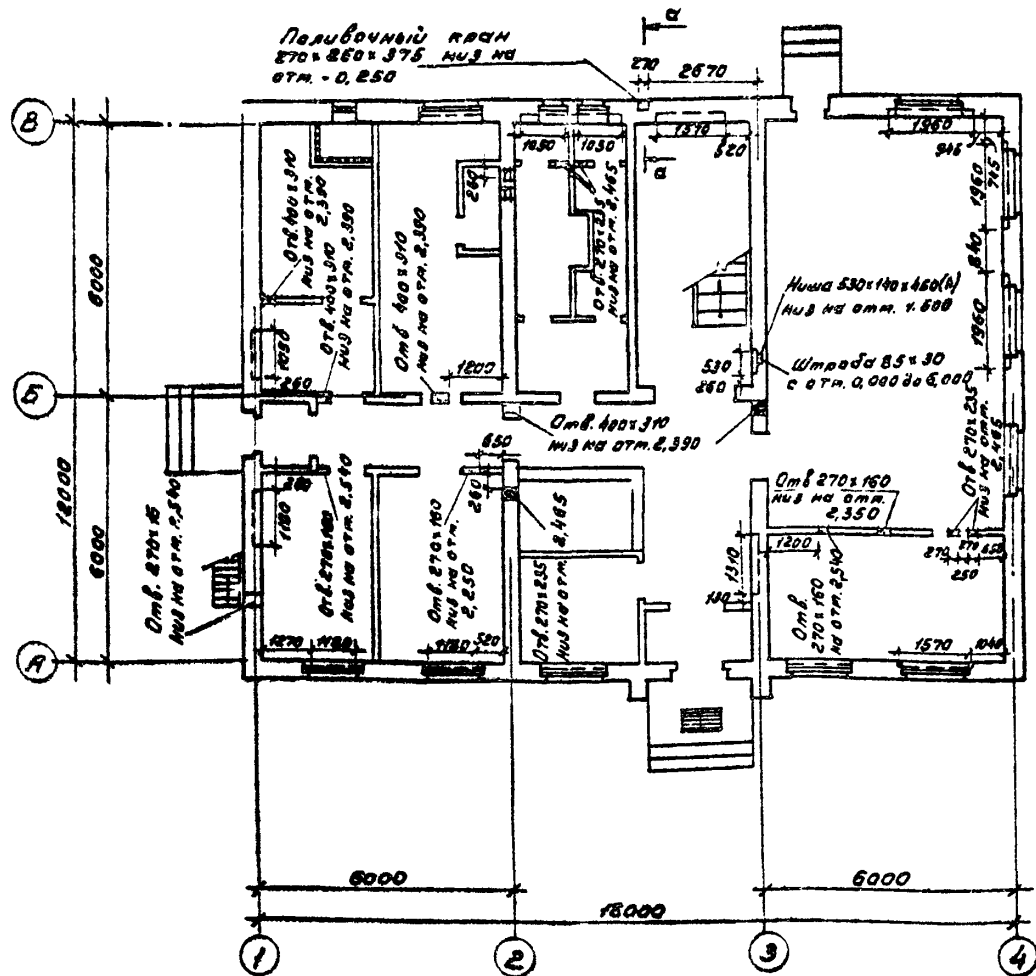 Поливочный кран
270×260×375 низ на
отм. - 0,250
а
270
2670
В
1050
1050
1510
520
а
1960
945
745
1960
840
1960
260
Отв. 400×310
низ на отм.
2,390
Отв. 400×310
низ на отм. 2,390
Отв 400×310
низ на отм. 2,390
Отв. 270×235
низ на отм. 2,465
Ниша 530×140×460(h)
низ на отм. 1.600
Штроба 85×30
с отм. 0,000 до 6,000
6000
1050
260
1200
530
260
Б
Отв. 400×310
низ на отм. 2,390
Отв 270×235
низ на отм.
2,465
650
260
260
1180
12000
6000
Отв 270×160
низ на отм.
2,350
Отв. 270×16
низ на отм.
Отв. 270×160
низ на отм. 2,540
Отв. 270×160
низ на отм.
2,250
Отв. 270×235
низ на отм. 2,465
1310
1200
270
270
650
250
Отв.
270×160
на отм. 2,540
1270
1180
1180
520
1570
1040
А
6000
6000
18000
1
2
3
4